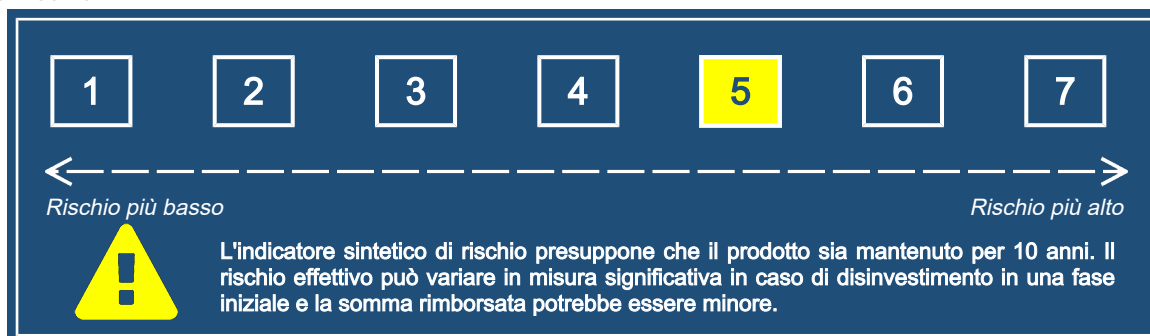 1 2 3 4 5 6 7
Rischio più basso Rischio più alto
L'indicatore sintetico di rischio presuppone che il prodotto sia mantenuto per 10 anni. Il
rischio effettivo può variare in misura significativa in caso di disinvestimento in una fase
iniziale e la somma rimborsata potrebbe essere minore.